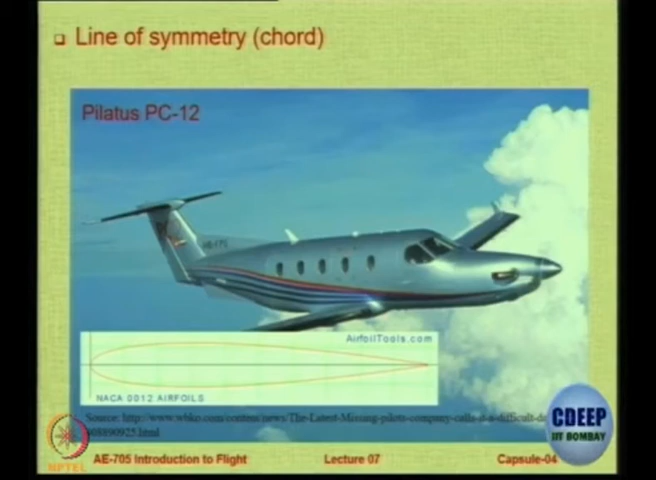 Line of symmetry (chord)
Pilatus PC-12
AirfoilTools.com
NACA 0012 AIRFOILS
Source: http://www.wbko.com/content/news/The-Latest-Missing-pilots-company-calls-it-a-difficult-d
CDEEP
IIT BOMBAY
NPTEL
AE-705 Introduction to Flight Lecture 07 Capsule-04